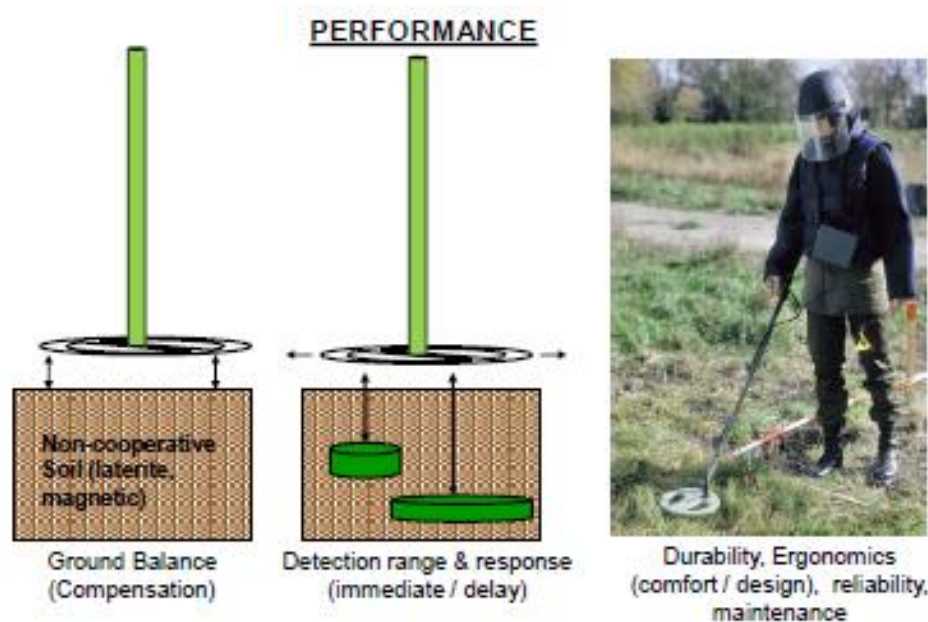 PERFORMANCE
Non-cooperative
Soil (laterite,
magnetic)
Ground Balance
(Compensation)
Detection range & response
(immediate / delay)
Durability, Ergonomics
(comfort / design), reliability,
maintenance